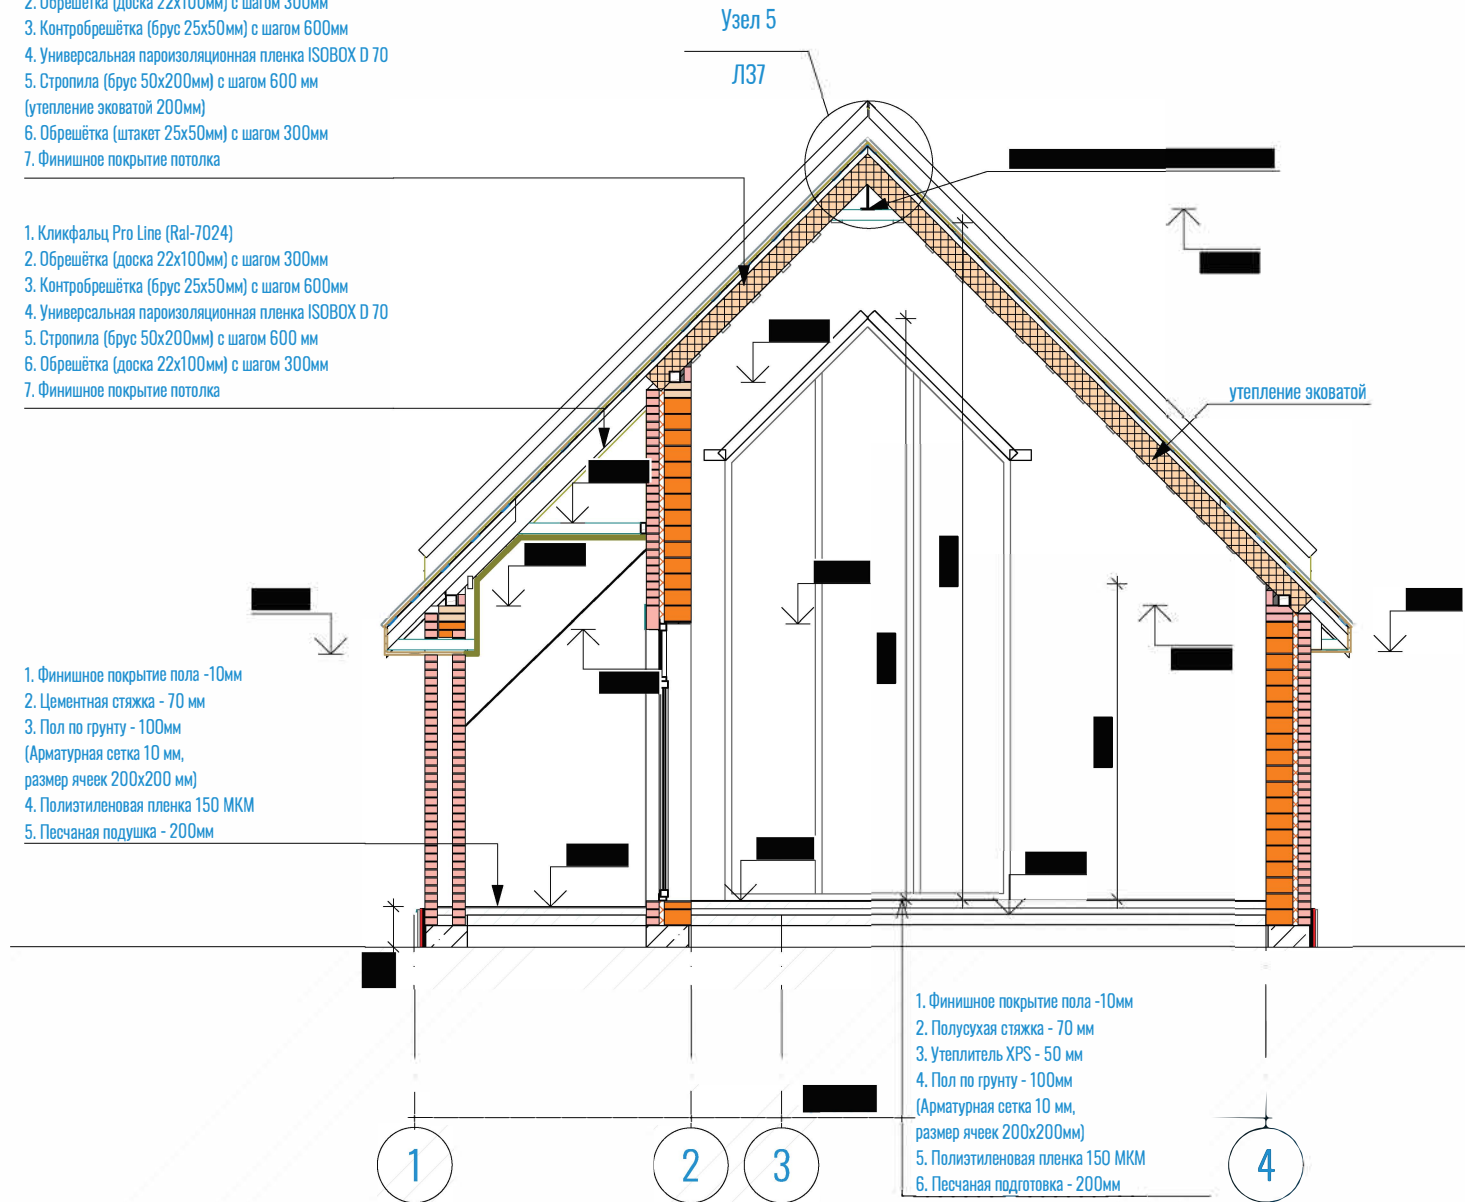 2. Обрешётка (доска 22х100мм) с шагом 300мм
3. Контробрешётка (брус 25х50мм) с шагом 600мм
4. Универсальная пароизоляционная пленка ISOBOX D 70
5. Стропила (брус 50х200мм) с шагом 600 мм
(утепление эковатой 200мм)
6. Обрешётка (штакет 25х50мм) с шагом 300мм
7. Финишное покрытие потолка
Узел 5
Л37
1. Кликфальц Pro Line (Ral-7024)
2. Обрешётка (доска 22х100мм) с шагом 300мм
3. Контробрешётка (брус 25х50мм) с шагом 600мм
4. Универсальная пароизоляционная пленка ISOBOX D 70
5. Стропила (брус 50х200мм) с шагом 600 мм
6. Обрешётка (доска 22х100мм) с шагом 300мм
7. Финишное покрытие потолка
утепление эковатой
1. Финишное покрытие пола -10мм
2. Цементная стяжка - 70 мм
3. Пол по грунту - 100мм
(Арматурная сетка 10 мм,
размер ячеек 200х200 мм)
4. Полиэтиленовая пленка 150 МКМ
5. Песчаная подушка - 200мм
1. Финишное покрытие пола -10мм
2. Полусухая стяжка - 70 мм
3. Утеплитель XPS - 50 мм
4. Пол по грунту - 100мм
(Арматурная сетка 10 мм,
размер ячеек 200х200мм)
5. Полиэтиленовая пленка 150 МКМ
6. Песчаная подготовка - 200мм
1
2
3
4